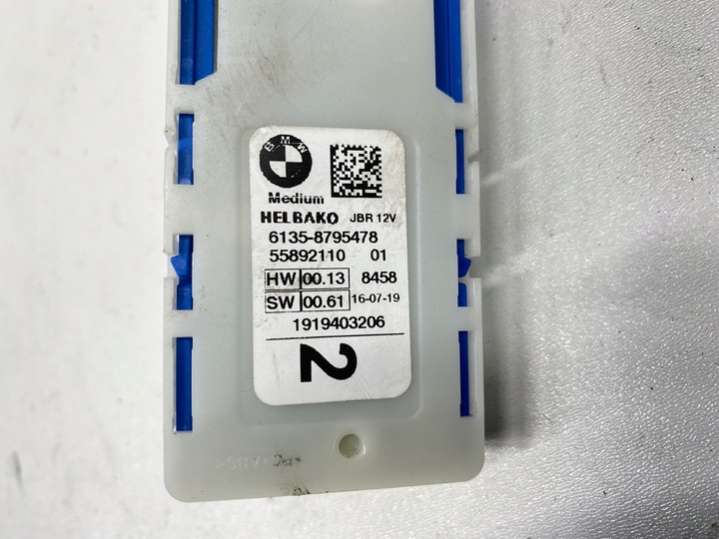 BMW
Medium
HELBAKO JBR 12V
6135-8795478
55892110 01
HW 00.13 8458
SW 00.61 16-07-19
1919403206
2